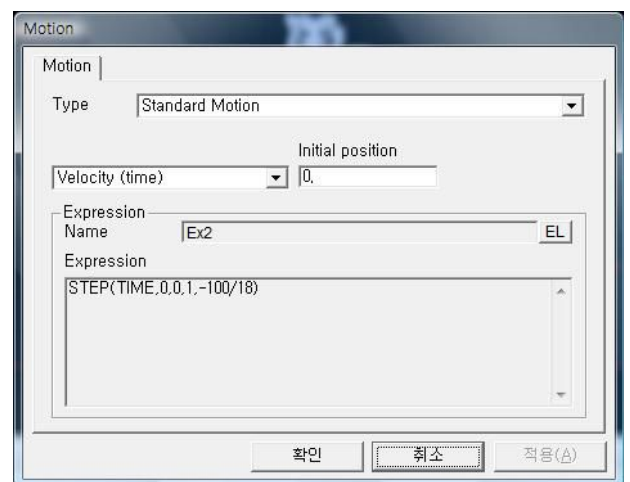 Motion
Motion
Type Standard Motion
Initial position
Velocity (time) 0,
Expression
Name Ex2 EL
Expression
STEP(TIME,0,0,1,-100/18)
확인 취소 적용(A)